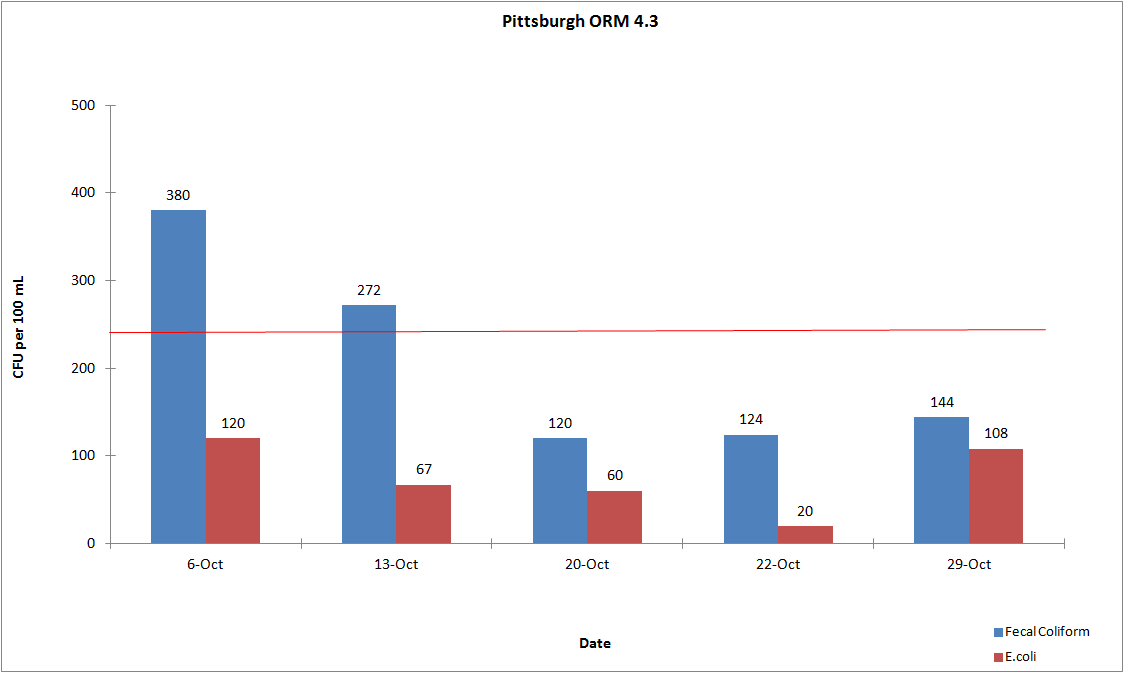 Pittsburgh ORM 4.3
500
400
300
200
100
0
CFU per 100 mL
380
120
272
67
120
60
124
20
144
108
6-Oct
13-Oct
20-Oct
22-Oct
29-Oct
Date
Fecal Coliform
E.coli